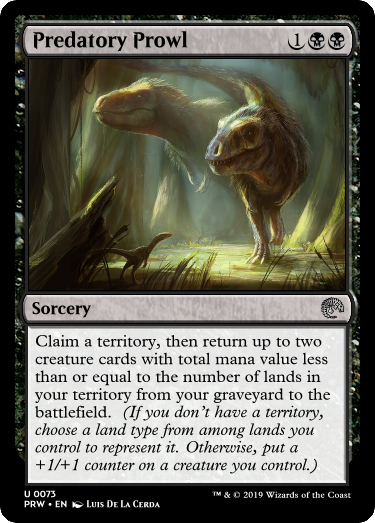 Predatory Prowl 1
Sorcery
Claim a territory, then return up to two
creature cards with total mana value less
than or equal to the number of lands in
your territory from your graveyard to the
battlefield. (If you don't have a territory,
choose a land type from among lands you
control to represent it. Otherwise, put a
+1/+1 counter on a creature you control.)
U 0073
PRW • EN Luis De La Cerda
™ & © 2019 Wizards of the Coast